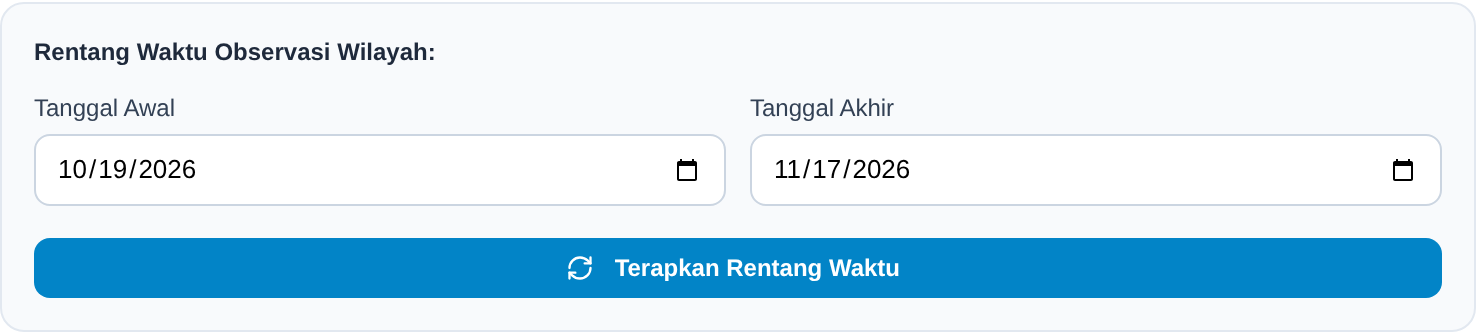 Rentang Waktu Observasi Wilayah:
Tanggal Awal
Tanggal Akhir
10/19/2026
11/17/2026
Terapkan Rentang Waktu